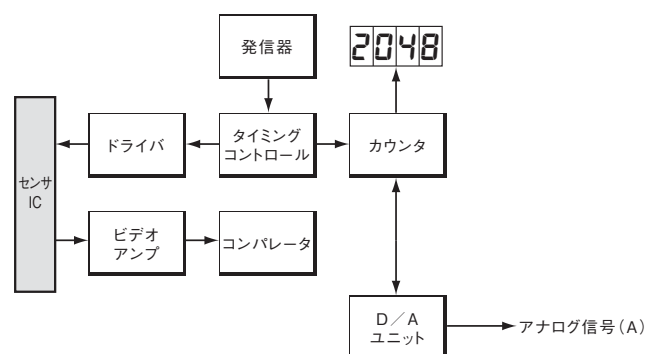 発信器
2048
ドライバ
タイミング
コントロール
カウンタ
センサ
IC
ビデオ
アンプ
コンパレータ
D／A
ユニット
アナログ信号(A)